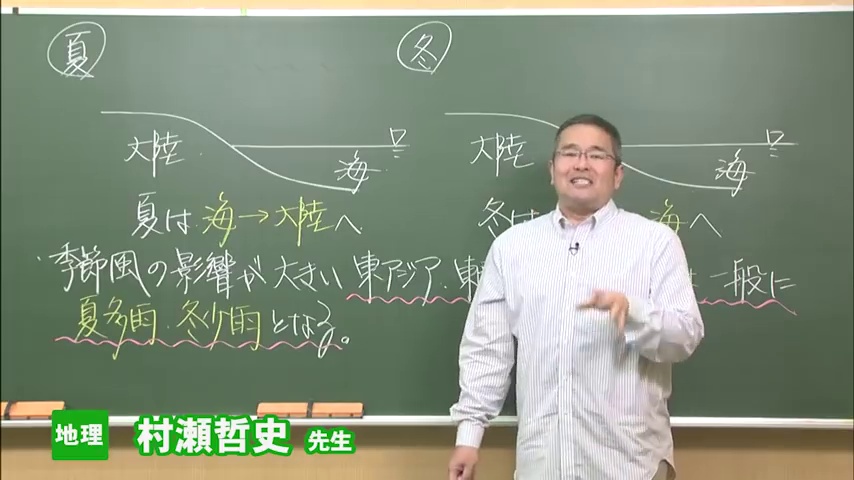 夏
冬
大陸
海
大陸
海
夏は 海→大陸へ
冬は 海へ
季節風の影響が大きい 東アジア・東 は 一般に
夏多雨・冬少雨となる。
地理 村瀬哲史 先生